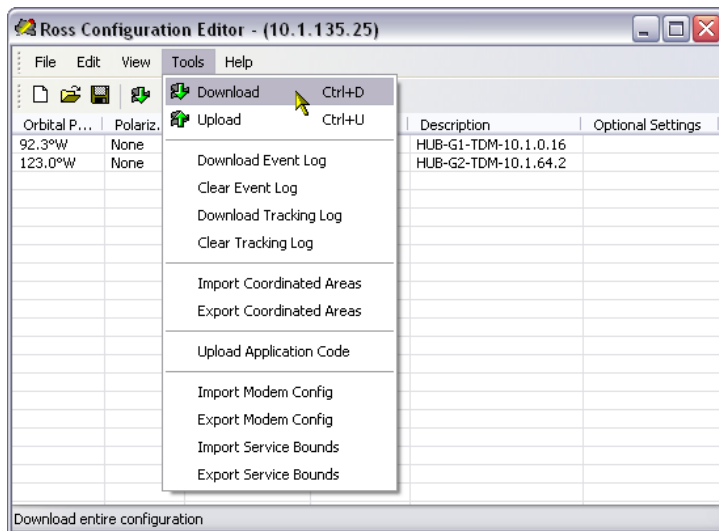 Ross Configuration Editor - (10.1.135.25)
File Edit View Tools Help
Download Ctrl+D
Upload Ctrl+U
Download Event Log
Clear Event Log
Download Tracking Log
Clear Tracking Log
Import Coordinated Areas
Export Coordinated Areas
Upload Application Code
Import Modem Config
Export Modem Config
Import Service Bounds
Export Service Bounds
Orbital P... Polariz. Description Optional Settings
92.3°W None HUB-G1-TDM-10.1.0.16
123.0°W None HUB-G2-TDM-10.1.64.2
Download entire configuration